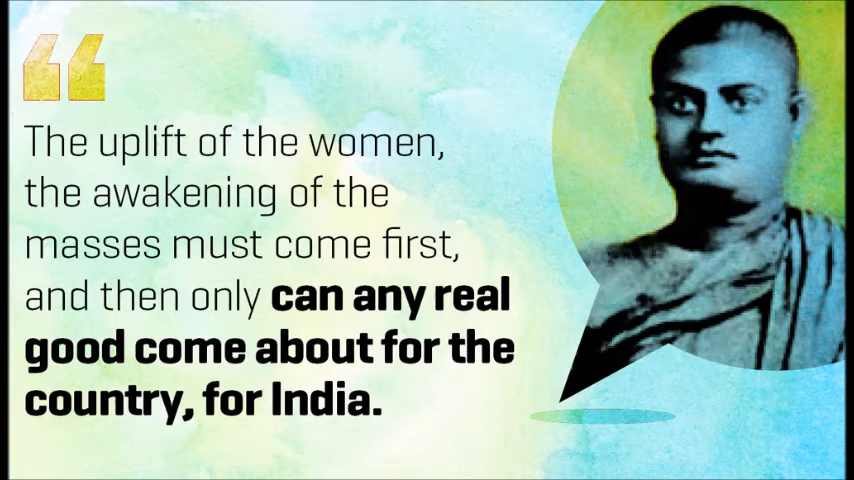 “
The uplift of the women,
the awakening of the
masses must come first,
and then only can any real
good come about for the
country, for India.